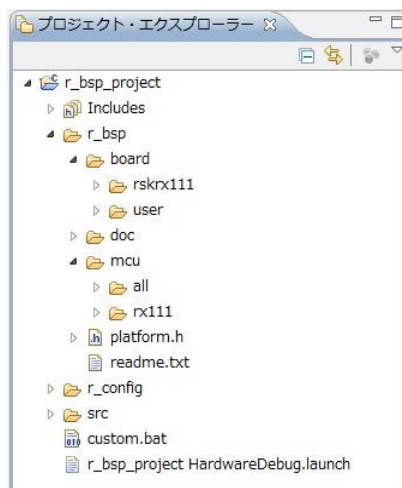 プロジェクト・エクスプローラー
r_bsp_project
Includes
r_bsp
board
rskrx111
user
doc
mcu
all
rx111
platform.h
readme.txt
r_config
src
custom.bat
r_bsp_project HardwareDebug.launch